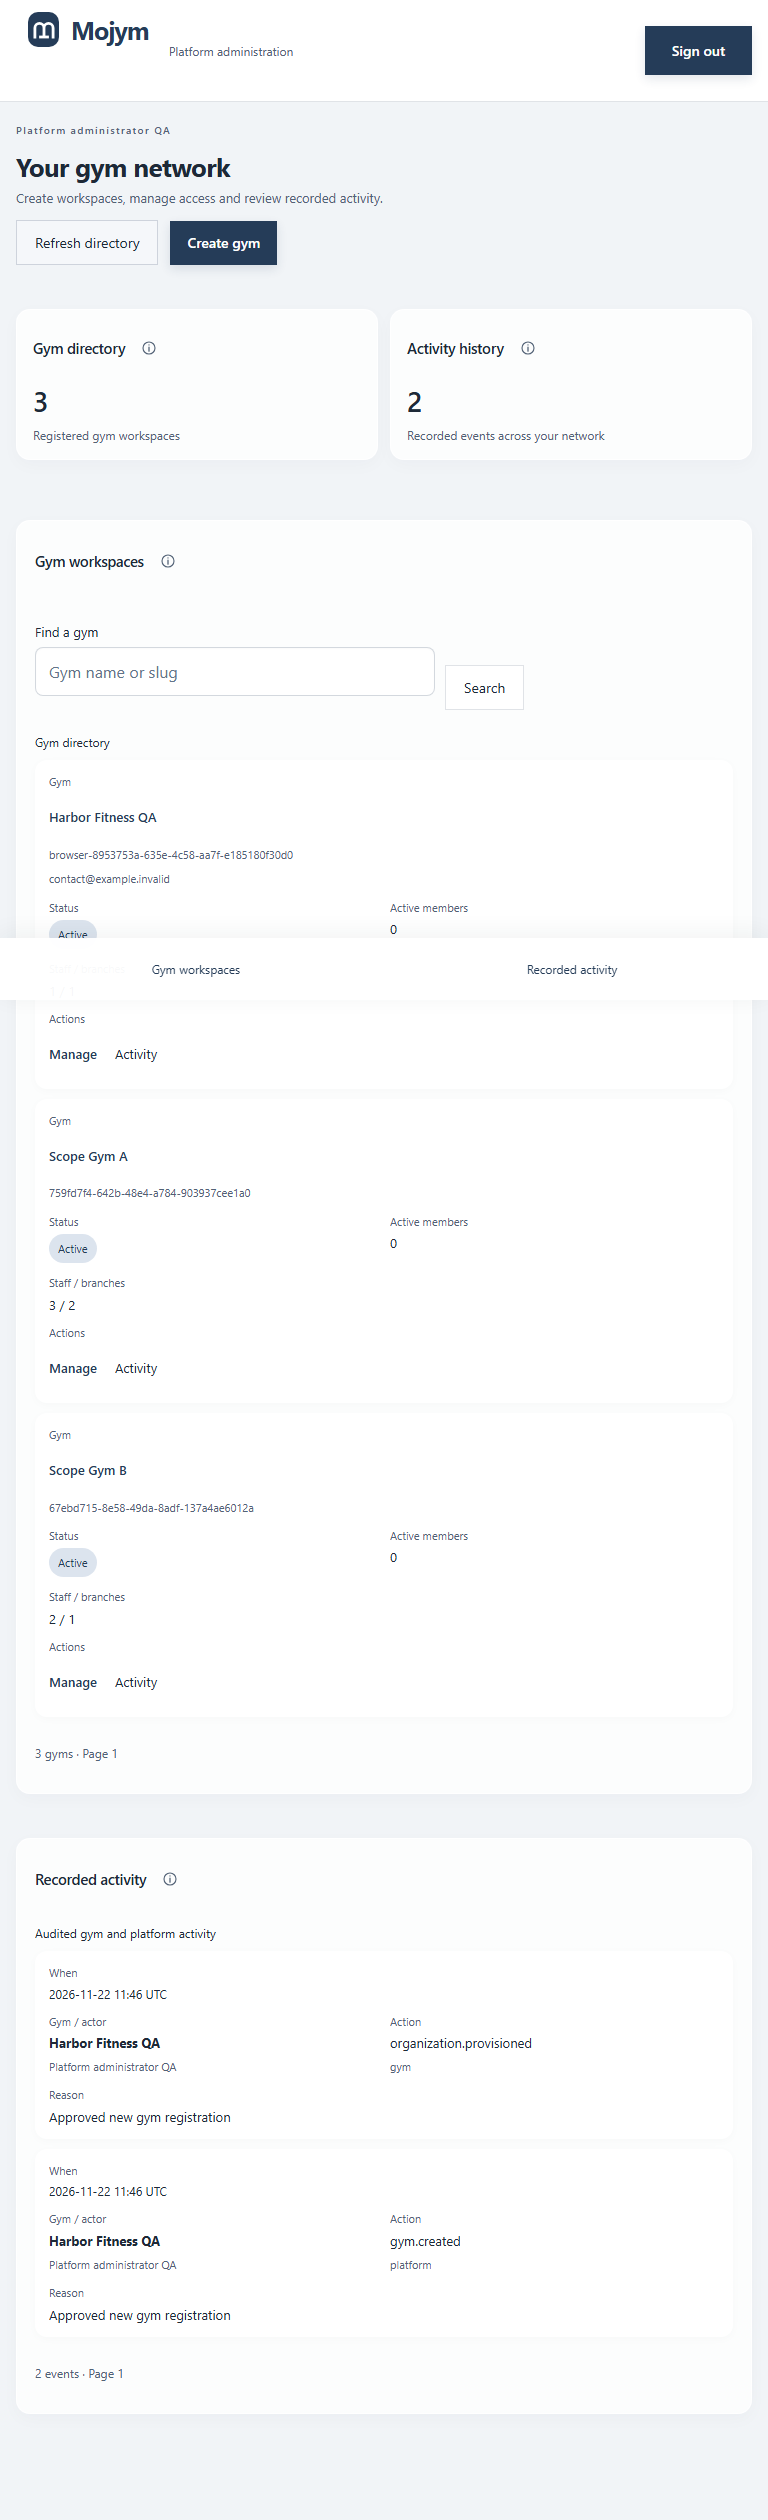 Mojym
Platform administration
Sign out
Platform administrator QA
Your gym network
Create workspaces, manage access and review recorded activity.
Refresh directory
Create gym
Gym directory
3
Registered gym workspaces
Activity history
2
Recorded events across your network
Gym workspaces
Find a gym
Gym name or slug
Search
Gym directory
Gym
Harbor Fitness QA
browser-8953753a-635e-4c58-aa7f-e185180f30d0
contact@example.invalid
Status
Active members
Active
0
Gym workspaces
Recorded activity
Actions
Manage Activity
Gym
Scope Gym A
759fd7f4-642b-48e4-a784-903937cee1a0
Status
Active members
Active
0
Staff / branches
3 / 2
Actions
Manage Activity
Gym
Scope Gym B
67ebd715-8e58-49da-8adf-137a4ae6012a
Status
Active members
Active
0
Staff / branches
2 / 1
Actions
Manage Activity
3 gyms · Page 1
Recorded activity
Audited gym and platform activity
When
2026-11-22 11:46 UTC
Gym / actor
Action
Harbor Fitness QA
organization.provisioned
Platform administrator QA
gym
Reason
Approved new gym registration
When
2026-11-22 11:46 UTC
Gym / actor
Action
Harbor Fitness QA
gym.created
Platform administrator QA
platform
Reason
Approved new gym registration
2 events · Page 1